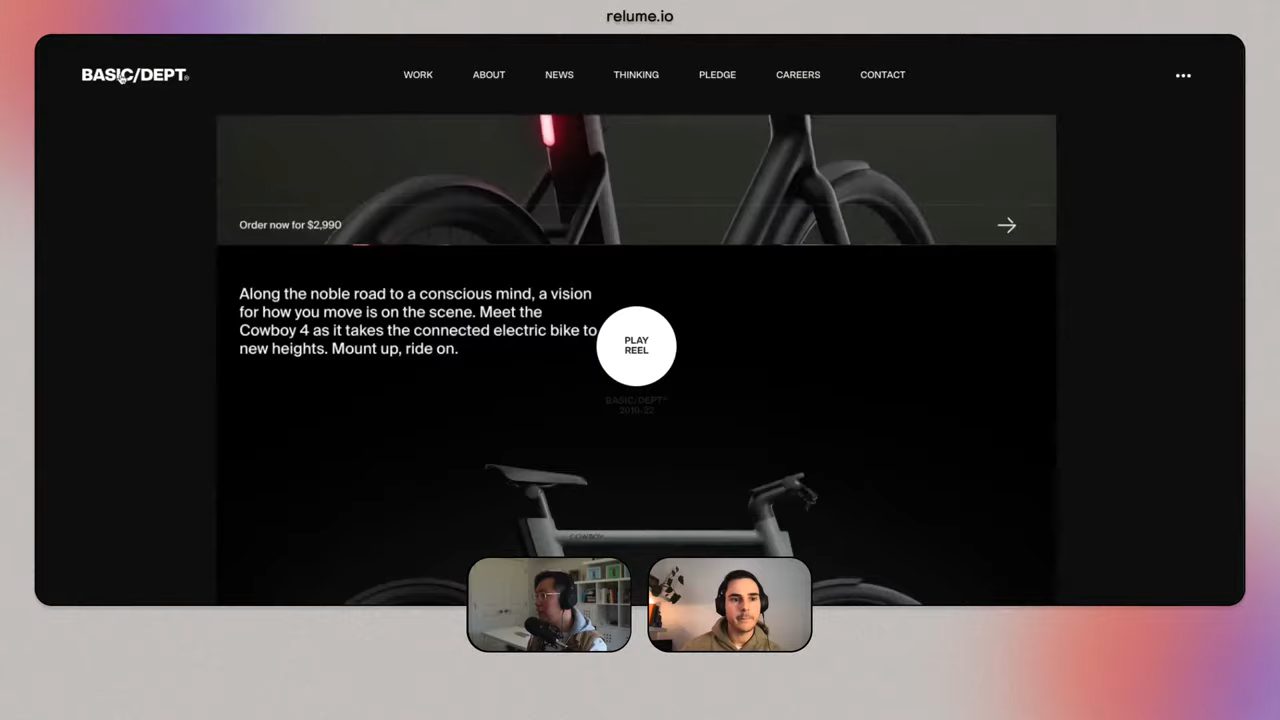 relume.io
BASIC/DEPT®
WORK
ABOUT
NEWS
THINKING
PLEDGE
CAREERS
CONTACT
Order now for $2,990
Along the noble road to a conscious mind, a vision
for how you move is on the scene. Meet the
Cowboy 4 as it takes the connected electric bike to
new heights. Mount up, ride on.
PLAY
REEL
BASIC/DEPT®
2010-22
COWBOY